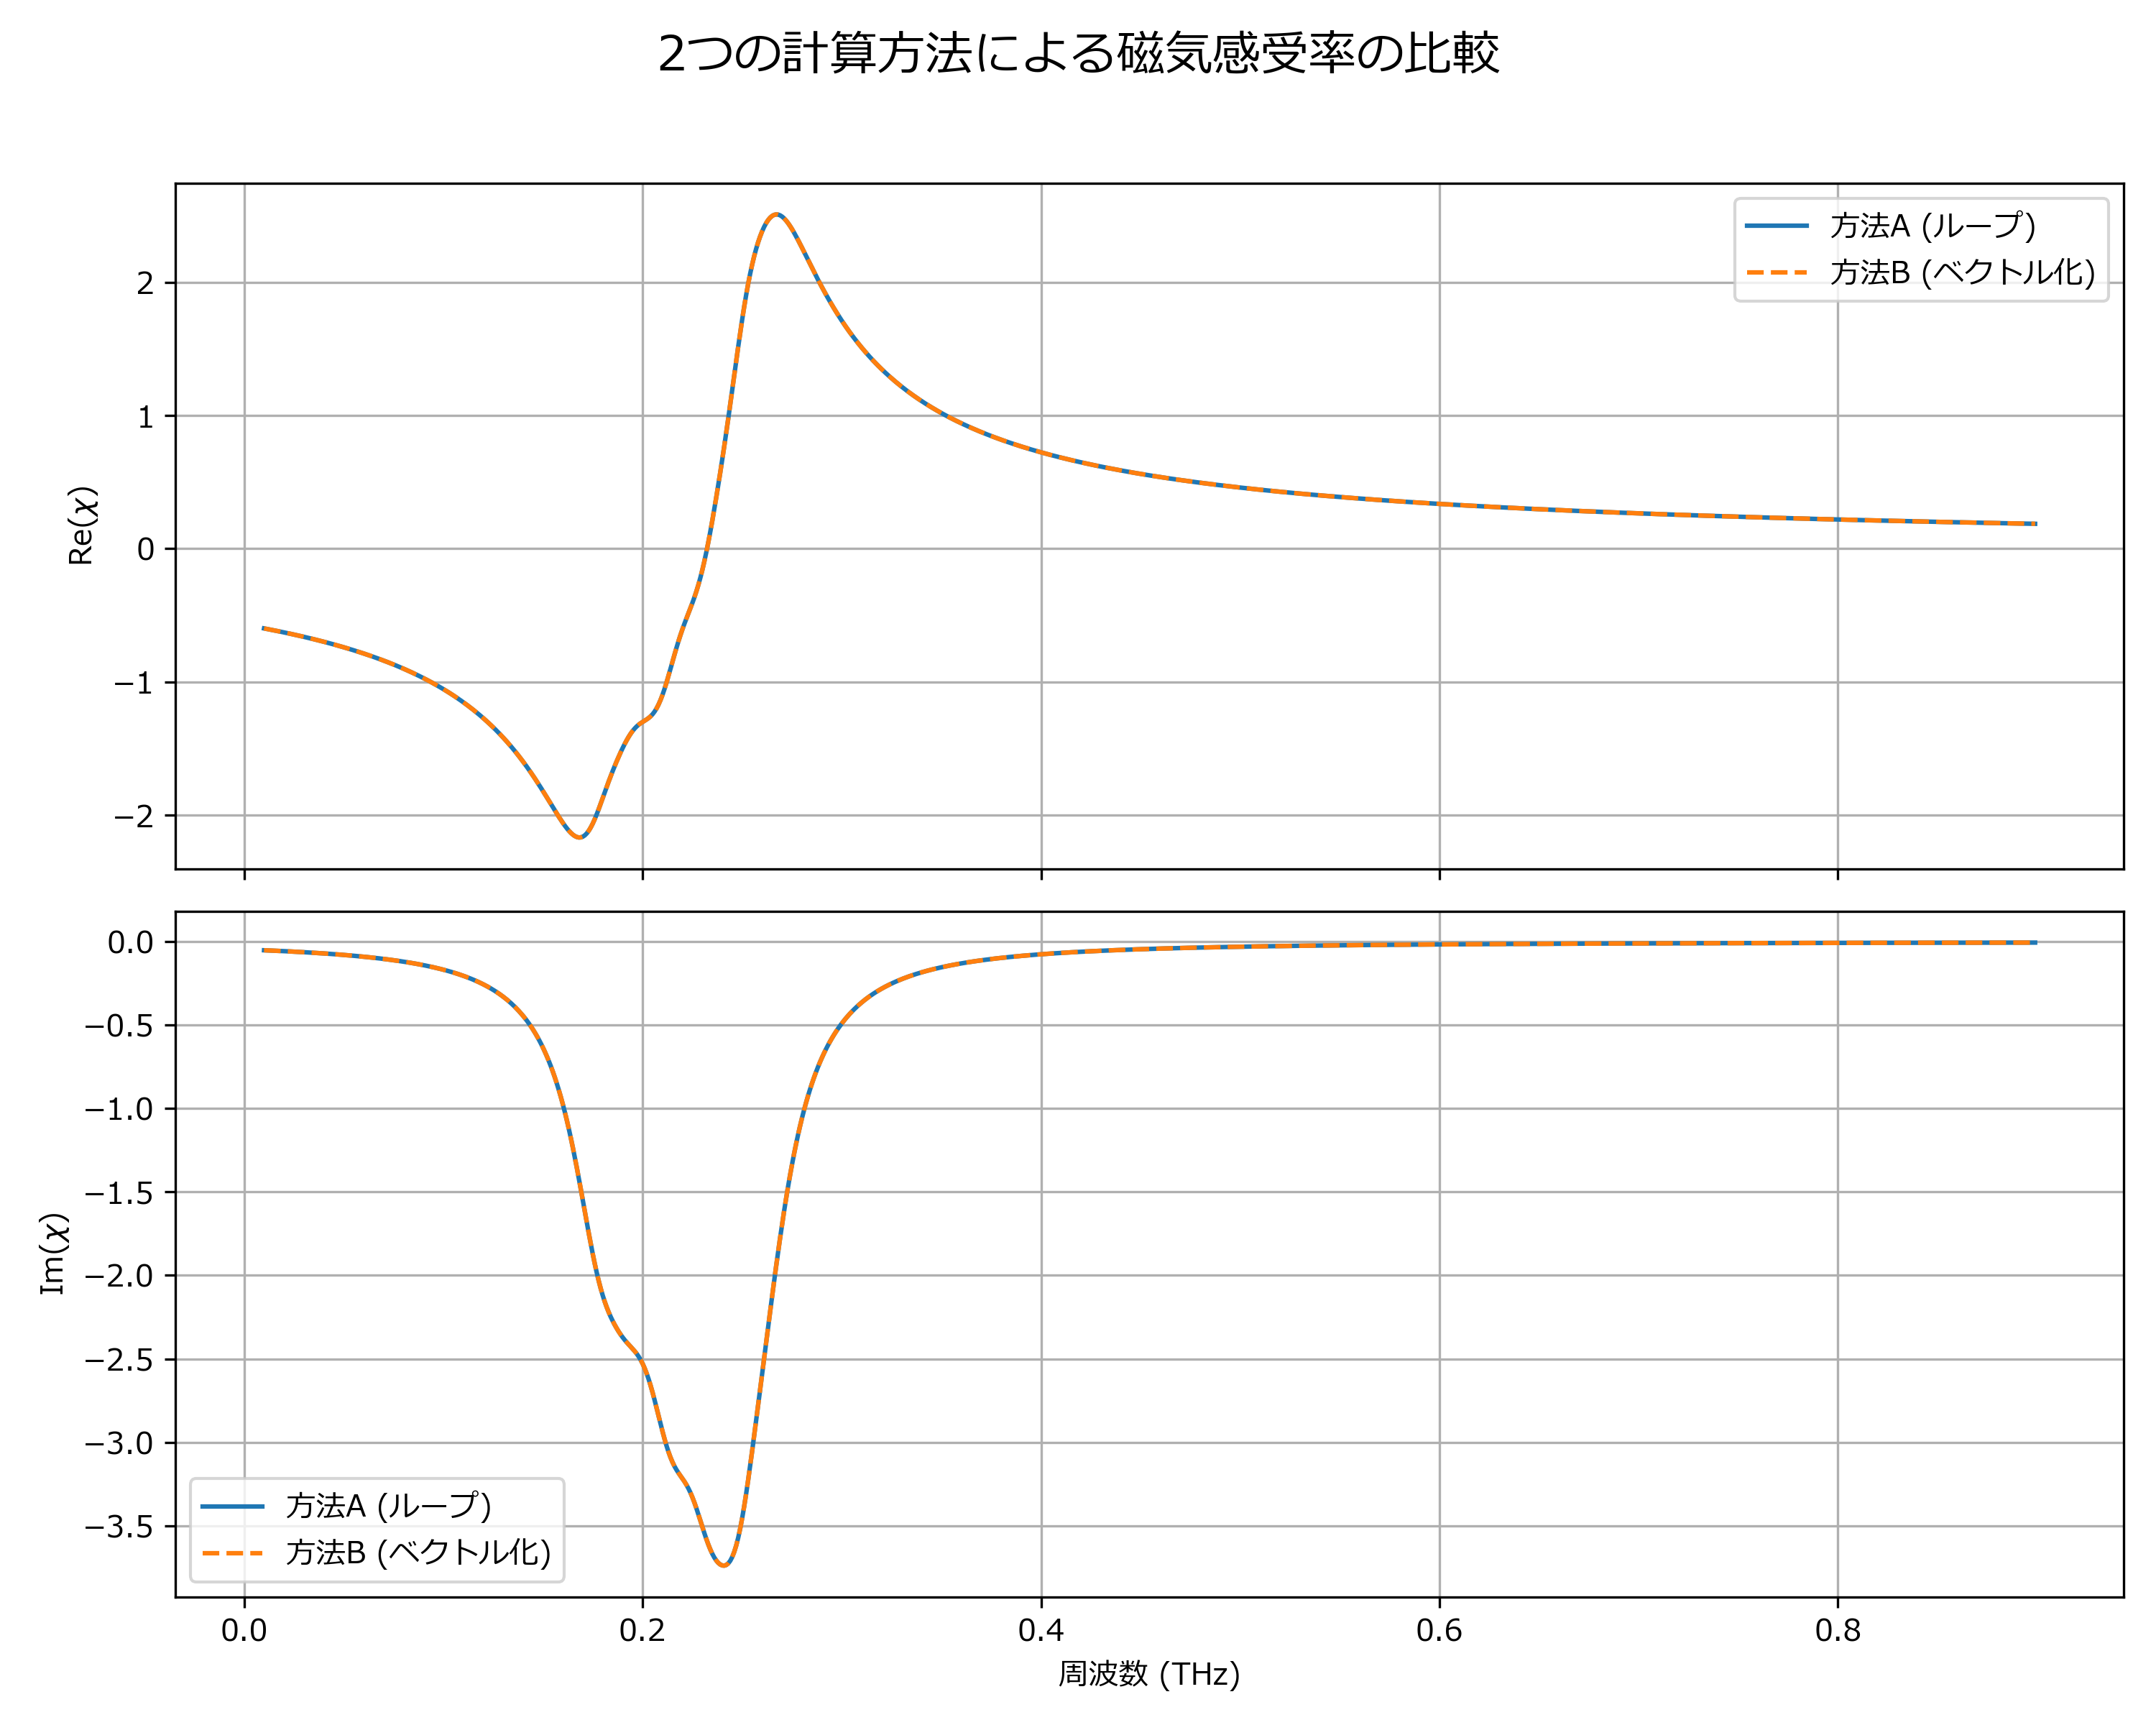 2つの計算方法による磁気感受率の比較
方法A (ループ)
方法B (ベクトル化)
Re(χ)
2
1
0
−1
−2
Im(χ)
0.0
−0.5
−1.0
−1.5
−2.0
−2.5
−3.0
−3.5
方法A (ループ)
方法B (ベクトル化)
0.0 0.2 0.4 0.6 0.8
周波数 (THz)